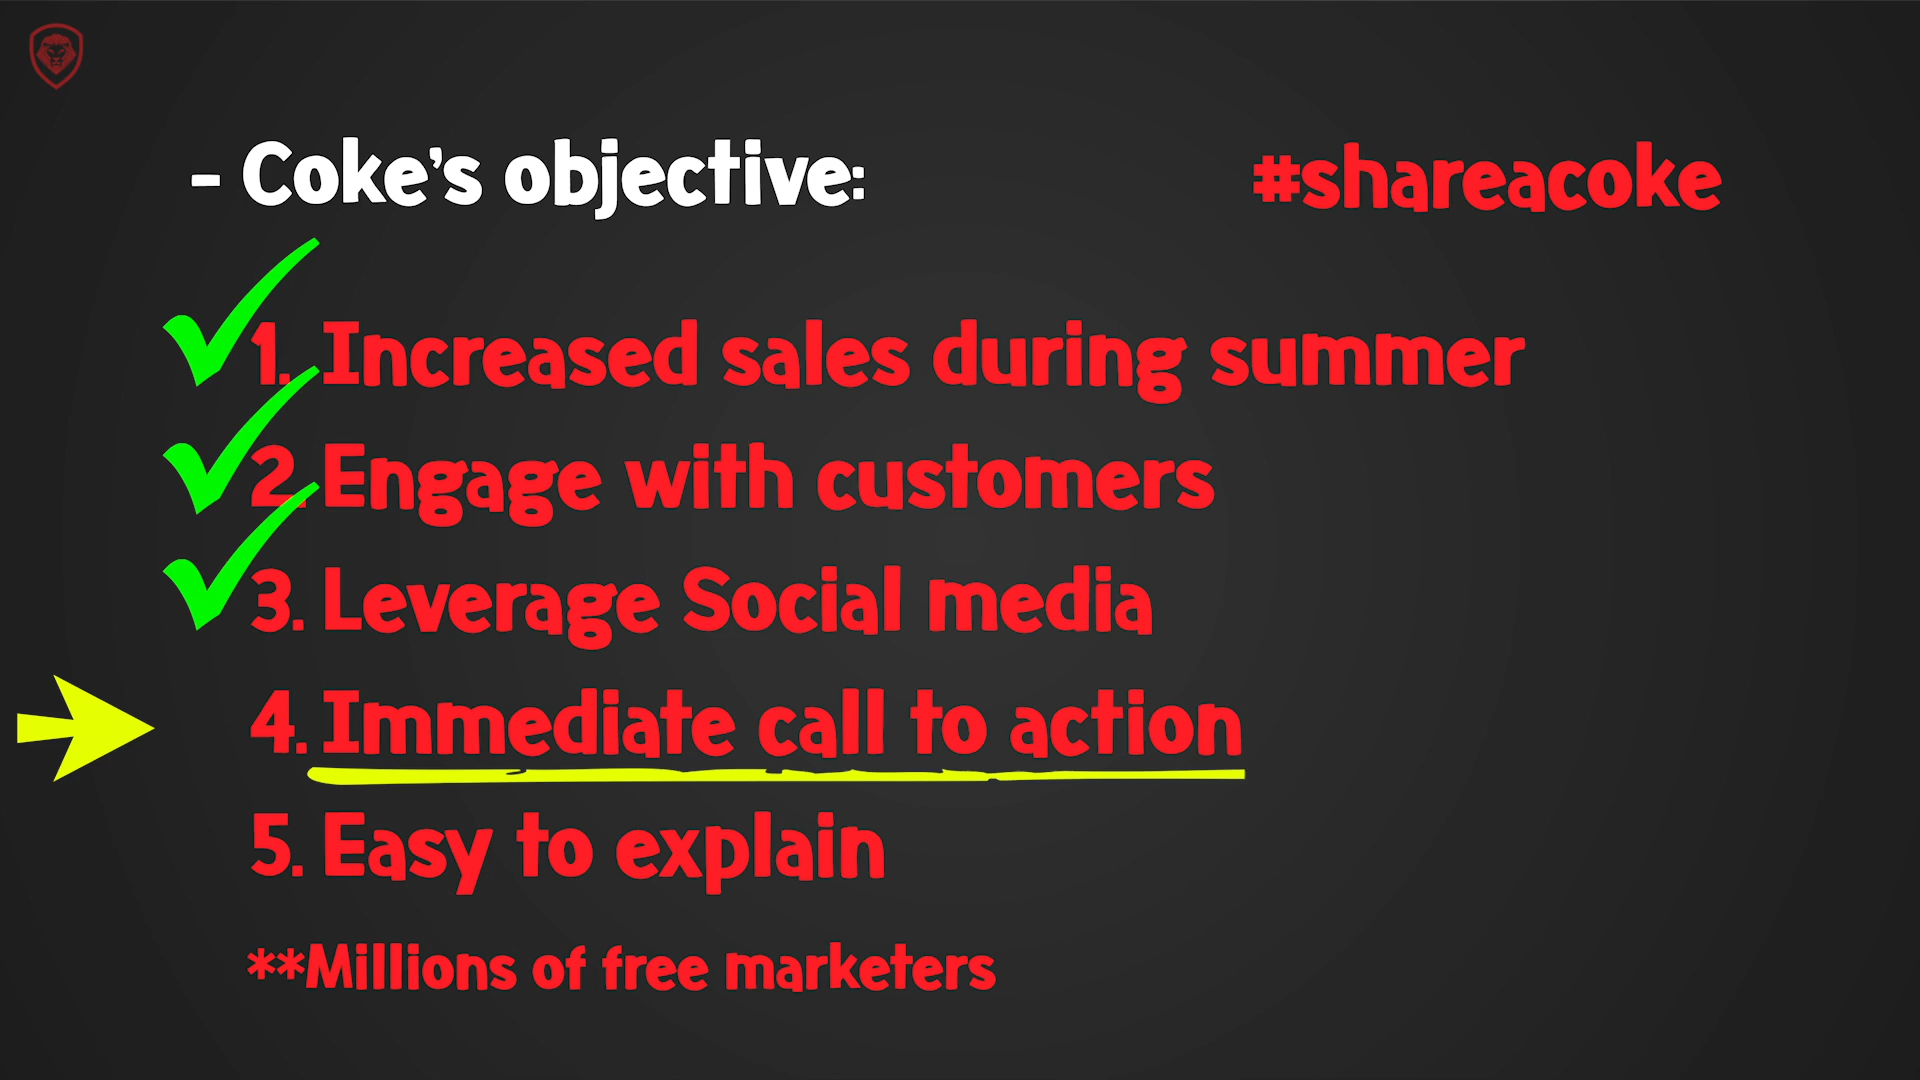 - Coke's objective:
#shareacoke
1. Increased sales during summer
2. Engage with customers
3. Leverage Social media
4. Immediate call to action
5. Easy to explain
**Millions of free marketers